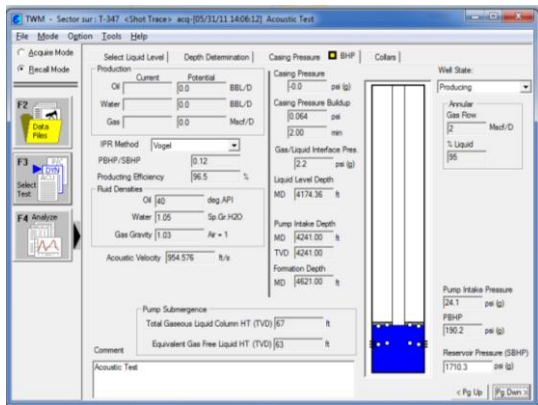 TWM - Sector sur : T-347 <Shot Trace> acq-[05/31/11 14:06:12] Acoustic Test
File Mode Option Tools Help
Acquire Mode
Recall Mode
F2
Data Files
F3
Select Test
F4 Analyze
Select Liquid Level
Depth Determination
Casing Pressure
BHP
Collars
Production
Current Potential
Oil 0.0 BBL/D
Water 0.0 BBL/D
Gas 0.0 Mscf/D
IPR Method Vogel
PBHP/SBHP 0.12
Producing Efficiency 96.5 %
Fluid Densities
Oil 40 deg.API
Water 1.05 Sp.Gr.H2O
Gas Gravity 1.03 Air = 1
Acoustic Velocity 954.576 ft/s
Casing Pressure
-0.0 psi (g)
Casing Pressure Buildup
0.064 psi
2.00 min
Gas/Liquid Interface Pres.
2.2 psi (g)
Liquid Level Depth
MD 4174.36 ft
Pump Intake Depth
MD 4241.00 ft
TVD 4241.00
Formation Depth
MD 4621.00 ft
Well State:
Producing
Annular
Gas Flow
2 Mscf/D
% Liquid
95
Pump Intake Pressure
24.1 psi (g)
PBHP
190.2 psi (g)
Reservoir Pressure (SBHP)
1710.3 psi (g)
Pump Submergence
Total Gaseous Liquid Column HT (TVD) 67 ft
Equivalent Gas Free Liquid HT (TVD) 63 ft
Comment
Acoustic Test
< Pg Up
Pg Dwn >